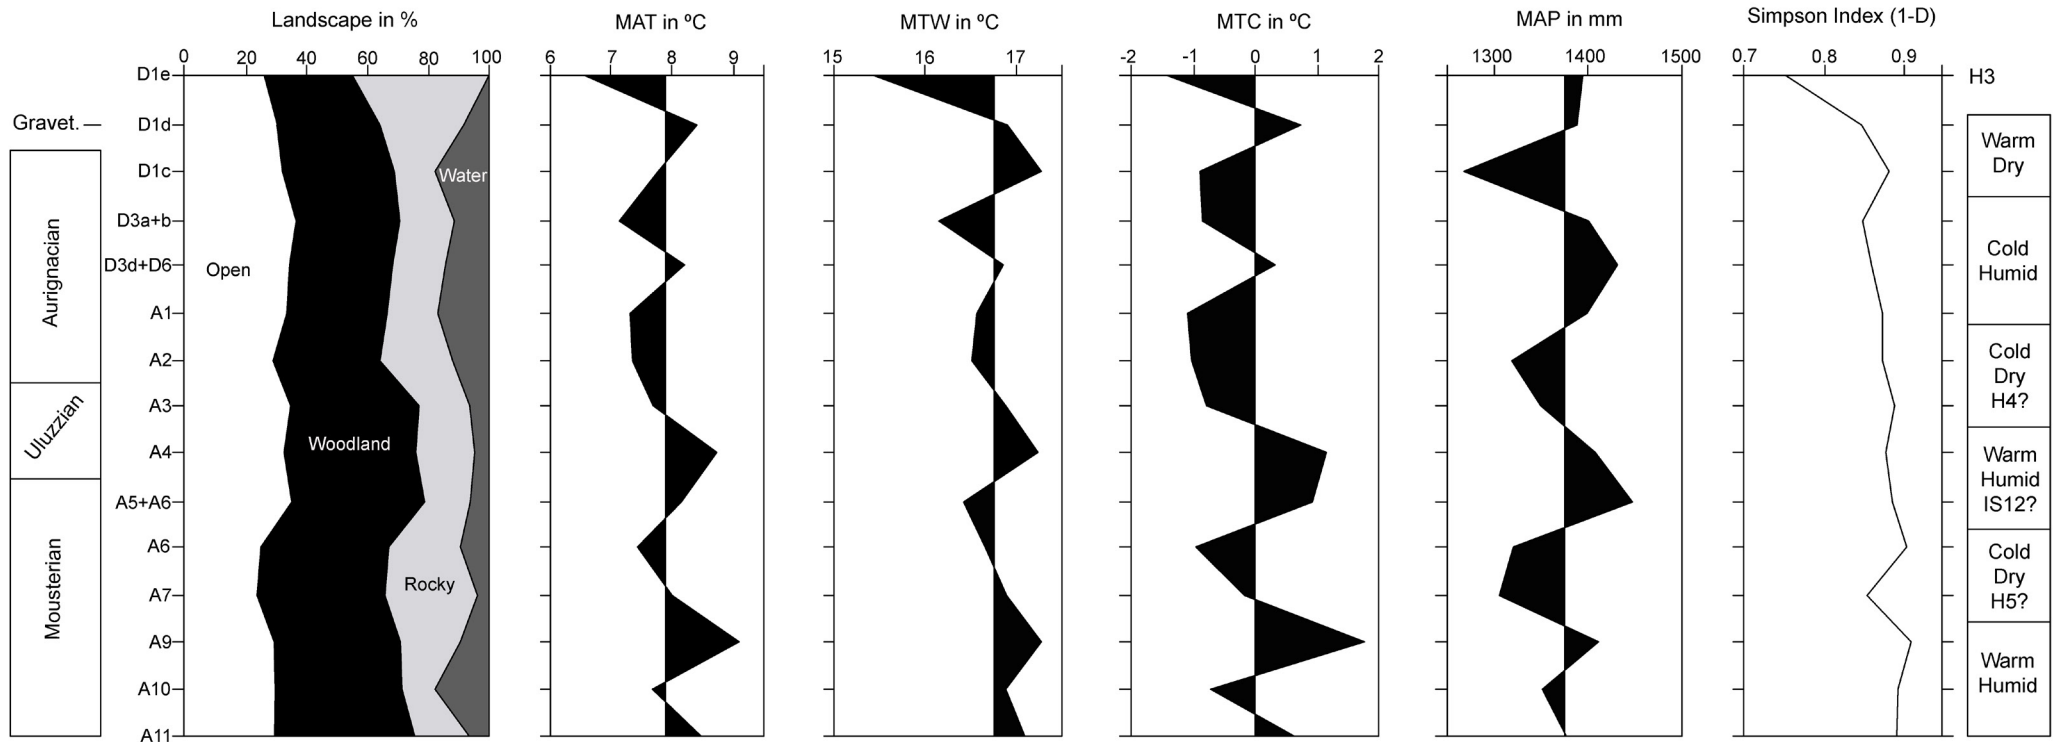 Landscape in %
MAT in ºC
MTW in ºC
MTC in ºC
MAP in mm
Simpson Index (1-D)
0 20 40 60 80 100
6 7 8 9
15 16 17
-2 -1 0 1 2
1300 1400 1500
0.7 0.8 0.9
D1e
H3
Gravet.
D1d
D1c
D3a+b
D3d+D6
A1
A2
A3
A4
A5+A6
A6
A7
A9
A10
A11
Aurignacian
Uluzzian
Mousterian
Open
Woodland
Rocky
Water
Warm
Dry
Cold
Humid
Cold
Dry
H4?
Warm
Humid
IS12?
Cold
Dry
H5?
Warm
Humid